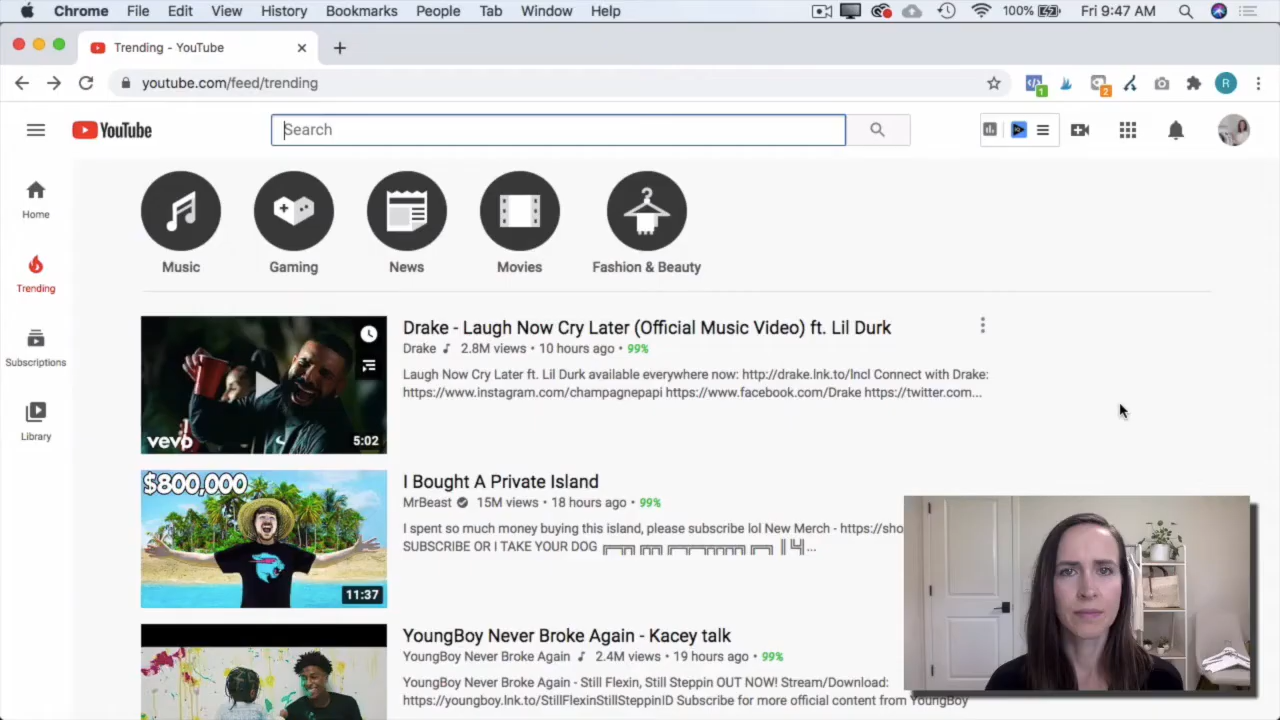 Chrome File Edit View History Bookmarks People Tab Window Help 100% Fri 9:47 AM
Trending - YouTube
youtube.com/feed/trending
1
2
R
YouTube
Search
Home
Trending
Subscriptions
Library
Music
Gaming
News
Movies
Fashion & Beauty
vevo
5:02
Drake - Laugh Now Cry Later (Official Music Video) ft. Lil Durk
Drake 2.8M views • 10 hours ago • 99%
Laugh Now Cry Later ft. Lil Durk available everywhere now: http://drake.lnk.to/lncl Connect with Drake:
https://www.instagram.com/champagnepapi https://www.facebook.com/Drake https://twitter.com...
$800,000
11:37
I Bought A Private Island
MrBeast 15M views • 18 hours ago • 99%
I spent so much money buying this island, please subscribe lol New Merch - https://sho
SUBSCRIBE OR I TAKE YOUR DOG
YoungBoy Never Broke Again - Kacey talk
YoungBoy Never Broke Again 2.4M views • 19 hours ago • 99%
YoungBoy Never Broke Again - Still Flexin, Still Steppin OUT NOW! Stream/Download:
https://youngboy.lnk.to/StillFlexinStillSteppinID Subscribe for more official content from YoungBoy